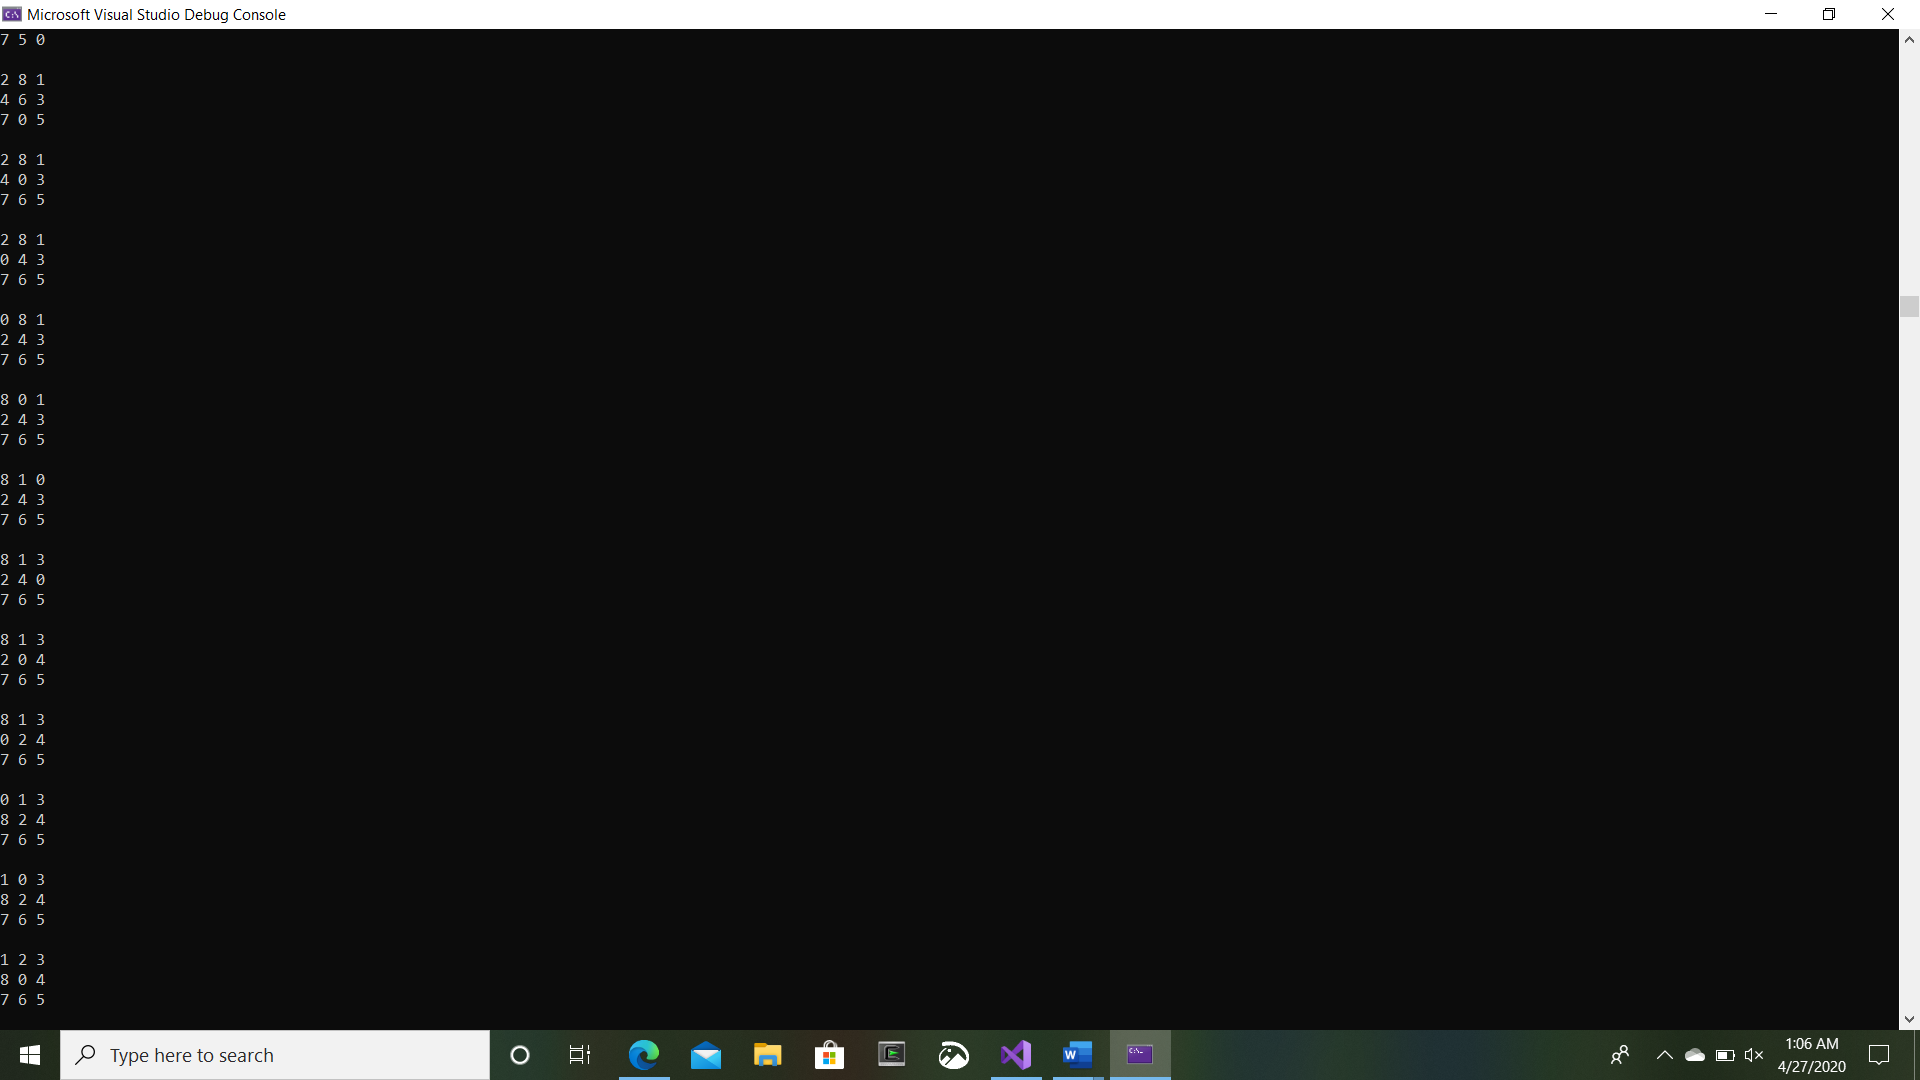 Microsoft Visual Studio Debug Console
7 5 0
2 8 1
4 6 3
7 0 5
2 8 1
4 0 3
7 6 5
2 8 1
0 4 3
7 6 5
0 8 1
2 4 3
7 6 5
8 0 1
2 4 3
7 6 5
8 1 0
2 4 3
7 6 5
8 1 3
2 4 0
7 6 5
8 1 3
2 0 4
7 6 5
8 1 3
0 2 4
7 6 5
0 1 3
8 2 4
7 6 5
1 0 3
8 2 4
7 6 5
1 2 3
8 0 4
7 6 5
Type here to search
1:06 AM
4/27/2020